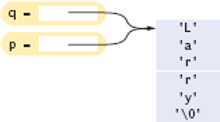 q =
p =
'L'
'a'
'r'
'r'
'y'
'\0'